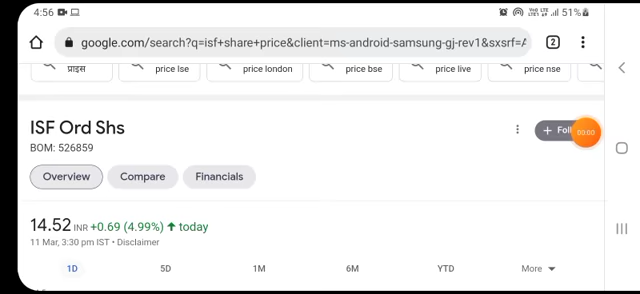 4:56 51%
google.com/search?q=isf+share+price&client=ms-android-samsung-gj-rev1&sxsrf=A 2
प्राइस price lse price london price bse price live price nse
ISF Ord Shs
+ Foll 00:00
BOM: 526859
Overview Compare Financials
14.52 INR +0.69 (4.99%) ↑ today
11 Mar, 3:30 pm IST • Disclaimer
1D 5D 1M 6M YTD More